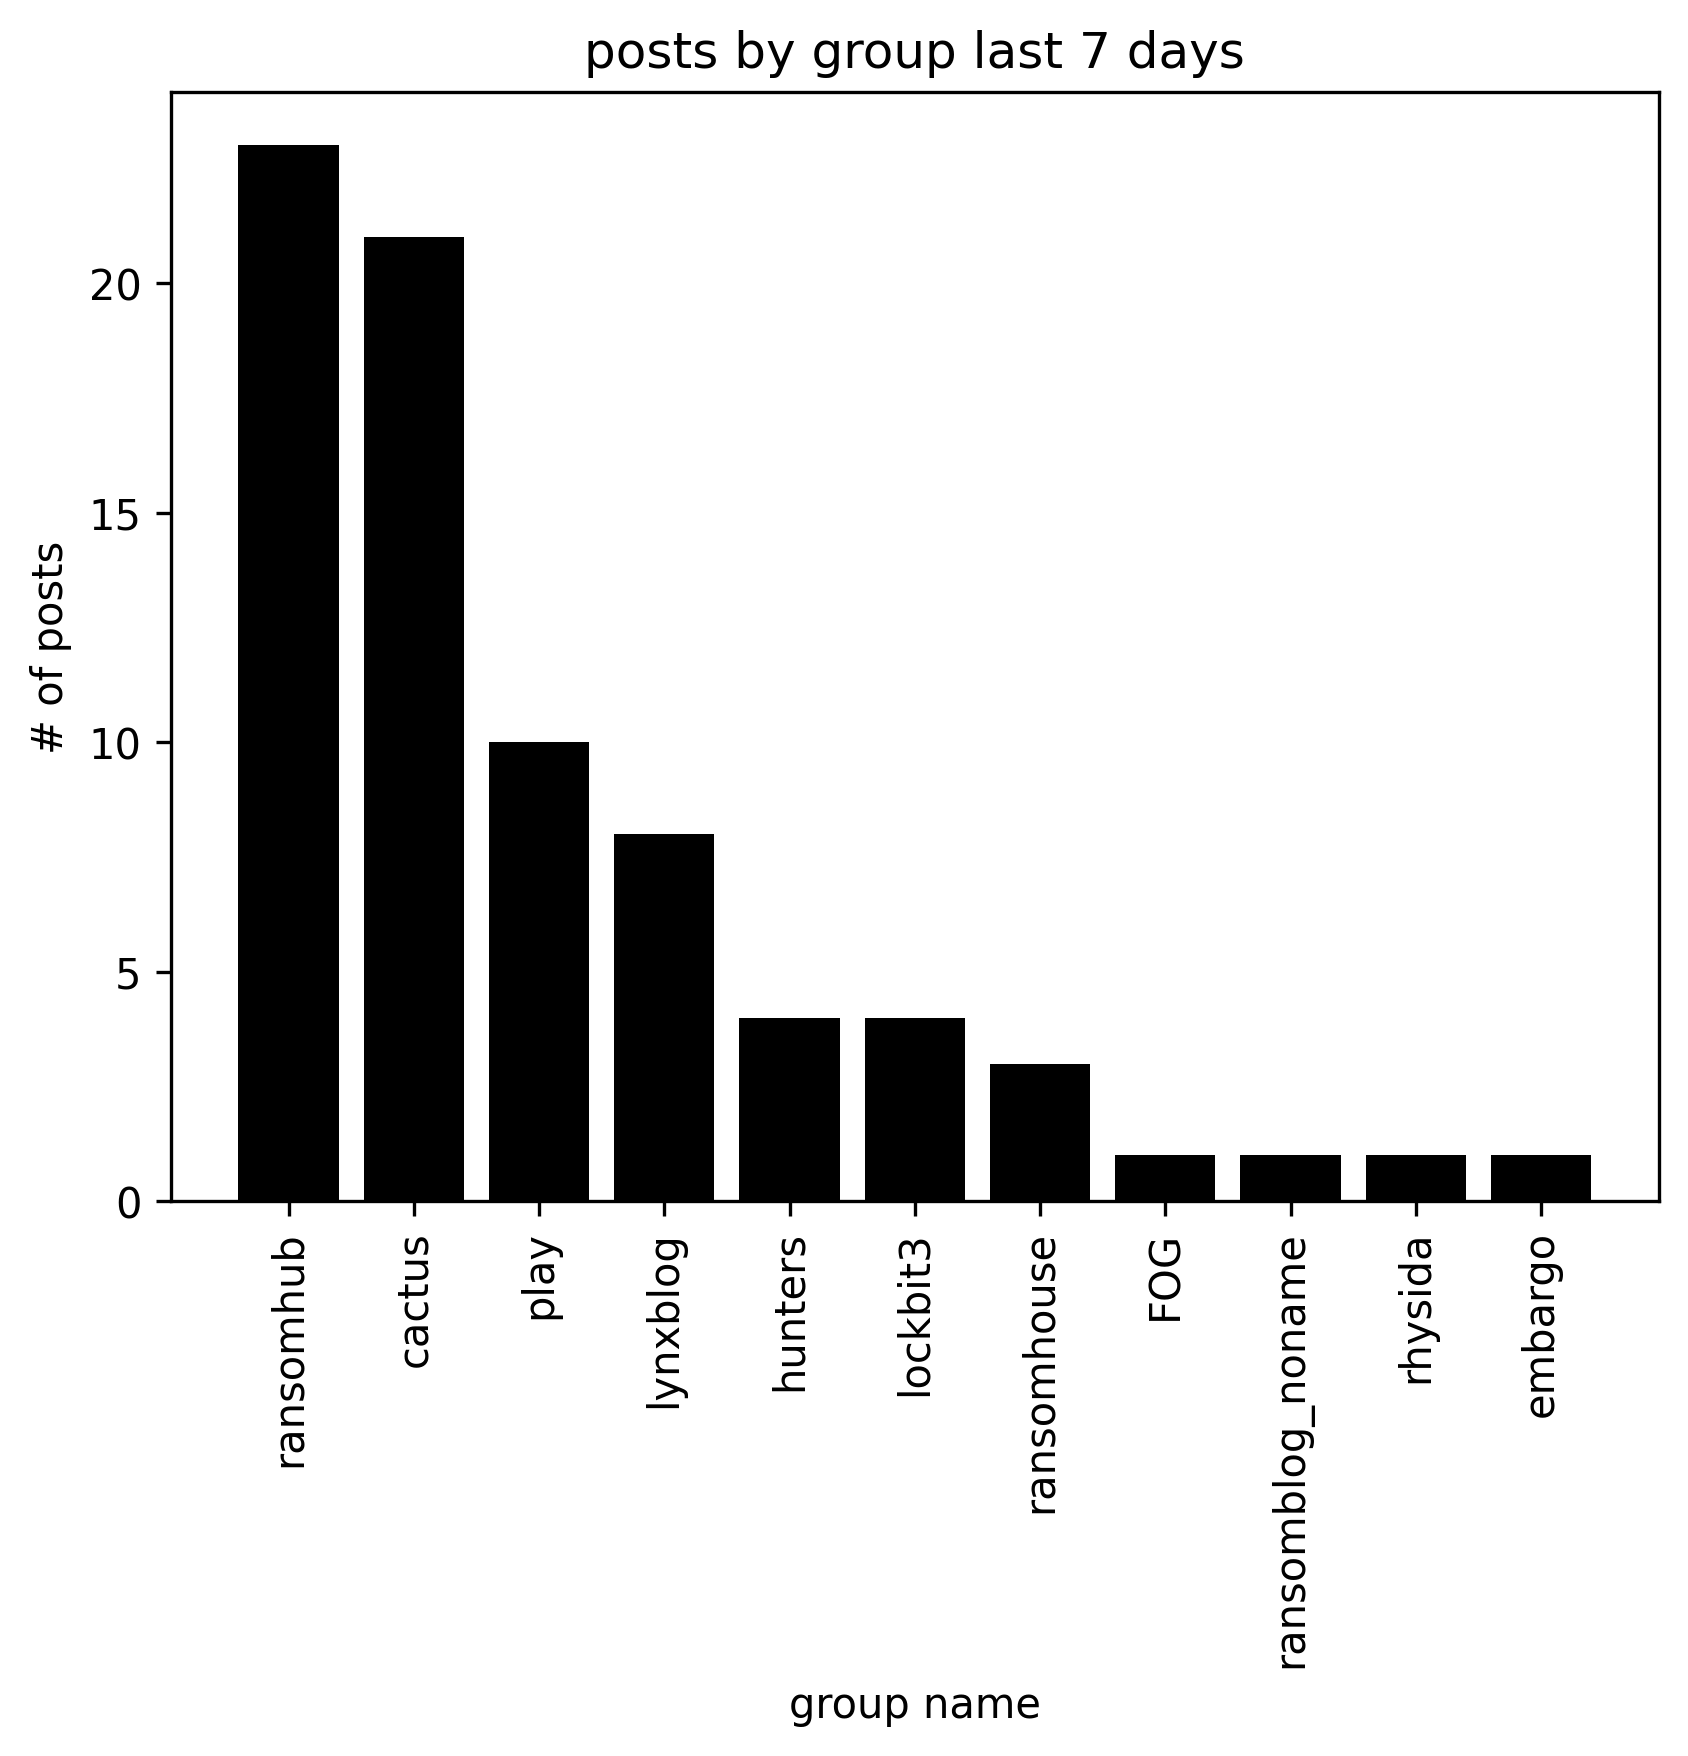 posts by group last 7 days
# of posts
20
15
10
5
0
ransomhub
cactus
play
lynxblog
hunters
lockbit3
ransomhouse
FOG
ransomblog_noname
rhysida
embargo
group name